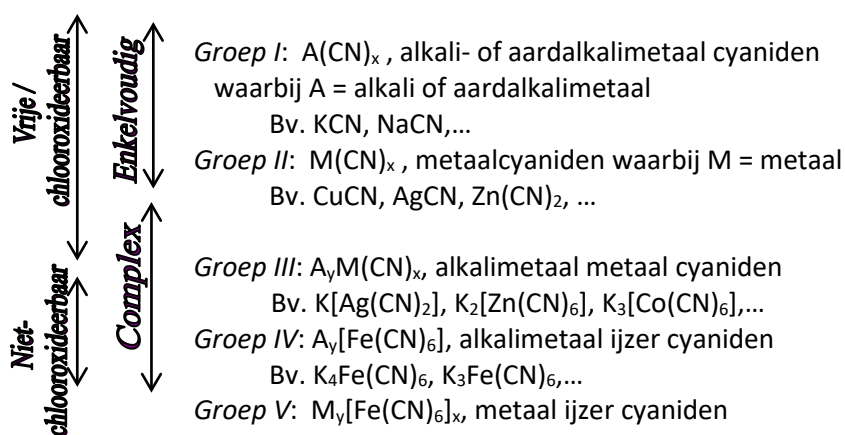 Vrije /
chlooroxideerbaar
Niet-
chlooroxideerbaar
Enkelvoudig
Complex
Groep I: A(CN)ₓ , alkali- of aardalkalimetaal cyaniden
waarbij A = alkali of aardalkalimetaal
Bv. KCN, NaCN,…
Groep II: M(CN)ₓ , metaalcyaniden waarbij M = metaal
Bv. CuCN, AgCN, Zn(CN)₂, …
Groep III: AᵧM(CN)ₓ, alkalimetaal metaal cyaniden
Bv. K[Ag(CN)₂], K₂[Zn(CN)₆], K₃[Co(CN)₆],…
Groep IV: Aᵧ[Fe(CN)₆], alkalimetaal ijzer cyaniden
Bv. K₄Fe(CN)₆, K₃Fe(CN)₆,…
Groep V: Mᵧ[Fe(CN)₆]ₓ, metaal ijzer cyaniden